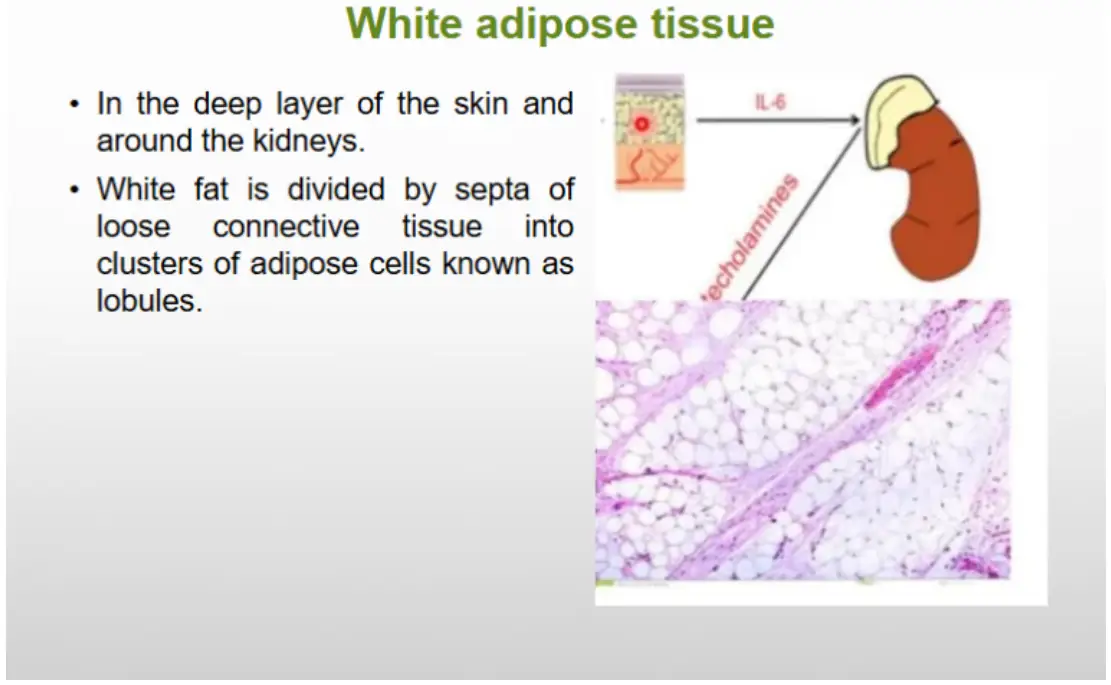 White adipose tissue
• In the deep layer of the skin and
around the kidneys.
• White fat is divided by septa of
loose connective tissue into
clusters of adipose cells known as
lobules.
IL-6
echolamines